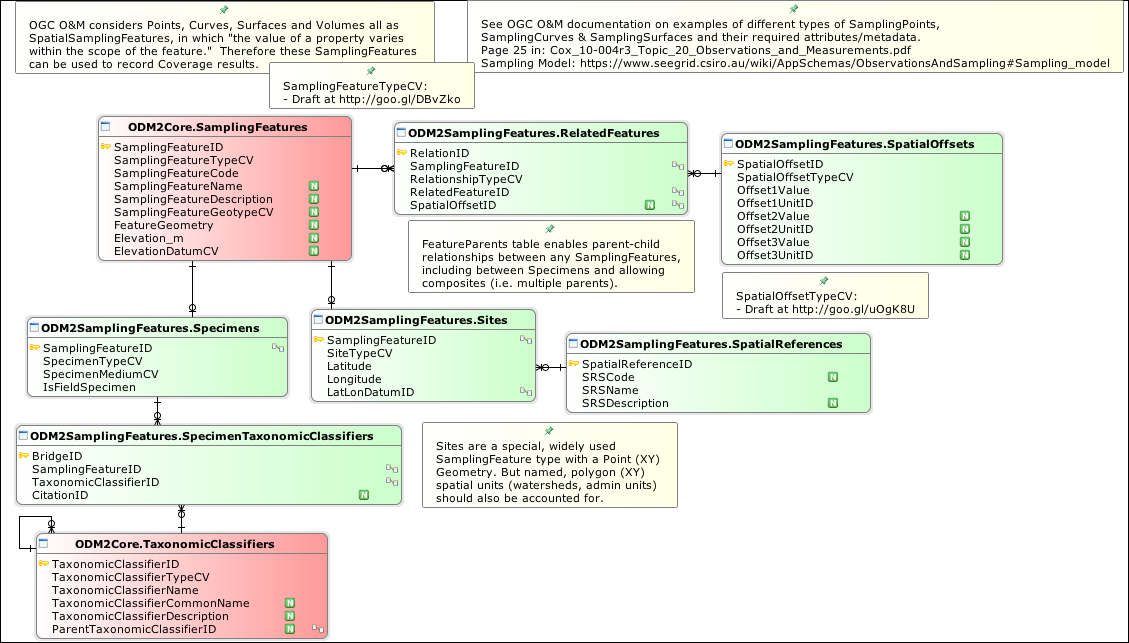 OGC O&M considers Points, Curves, Surfaces and Volumes all as
SpatialSamplingFeatures, in which "the value of a property varies
within the scope of the feature."  Therefore these SamplingFeatures
can be used to record Coverage results.
See OGC O&M documentation on examples of different types of SamplingPoints,
SamplingCurves & SamplingSurfaces and their required attributes/metadata.
Page 25 in: Cox_10-004r3_Topic_20_Observations_and_Measurements.pdf
Sampling Model: https://www.seegrid.csiro.au/wiki/AppSchemas/ObservationsAndSampling#Sampling_model
SamplingFeatureTypeCV:
- Draft at http://goo.gl/DBvZko
ODM2Core.SamplingFeatures
SamplingFeatureID
SamplingFeatureTypeCV
SamplingFeatureCode
SamplingFeatureName N
SamplingFeatureDescription N
SamplingFeatureGeotypeCV N
FeatureGeometry N
Elevation_m N
ElevationDatumCV N
ODM2SamplingFeatures.RelatedFeatures
RelationID
SamplingFeatureID
RelationshipTypeCV
RelatedFeatureID
SpatialOffsetID N
ODM2SamplingFeatures.SpatialOffsets
SpatialOffsetID
SpatialOffsetTypeCV
Offset1Value
Offset1UnitID
Offset2Value N
Offset2UnitID N
Offset3Value N
Offset3UnitID N
FeatureParents table enables parent-child
relationships between any SamplingFeatures,
including between Specimens and allowing
composites (i.e. multiple parents).
SpatialOffsetTypeCV:
- Draft at http://goo.gl/uOgK8U
ODM2SamplingFeatures.Specimens
SamplingFeatureID
SpecimenTypeCV
SpecimenMediumCV
IsFieldSpecimen
ODM2SamplingFeatures.Sites
SamplingFeatureID
SiteTypeCV
Latitude
Longitude
LatLonDatumID
ODM2SamplingFeatures.SpatialReferences
SpatialReferenceID
SRSCode N
SRSName
SRSDescription N
ODM2SamplingFeatures.SpecimenTaxonomicClassifiers
BridgeID
SamplingFeatureID
TaxonomicClassifierID
CitationID N
Sites are a special, widely used
SamplingFeature type with a Point (XY)
Geometry. But named, polygon (XY)
spatial units (watersheds, admin units)
should also be accounted for.
ODM2Core.TaxonomicClassifiers
TaxonomicClassifierID
TaxonomicClassifierTypeCV
TaxonomicClassifierName
TaxonomicClassifierCommonName N
TaxonomicClassifierDescription N
ParentTaxonomicClassifierID N